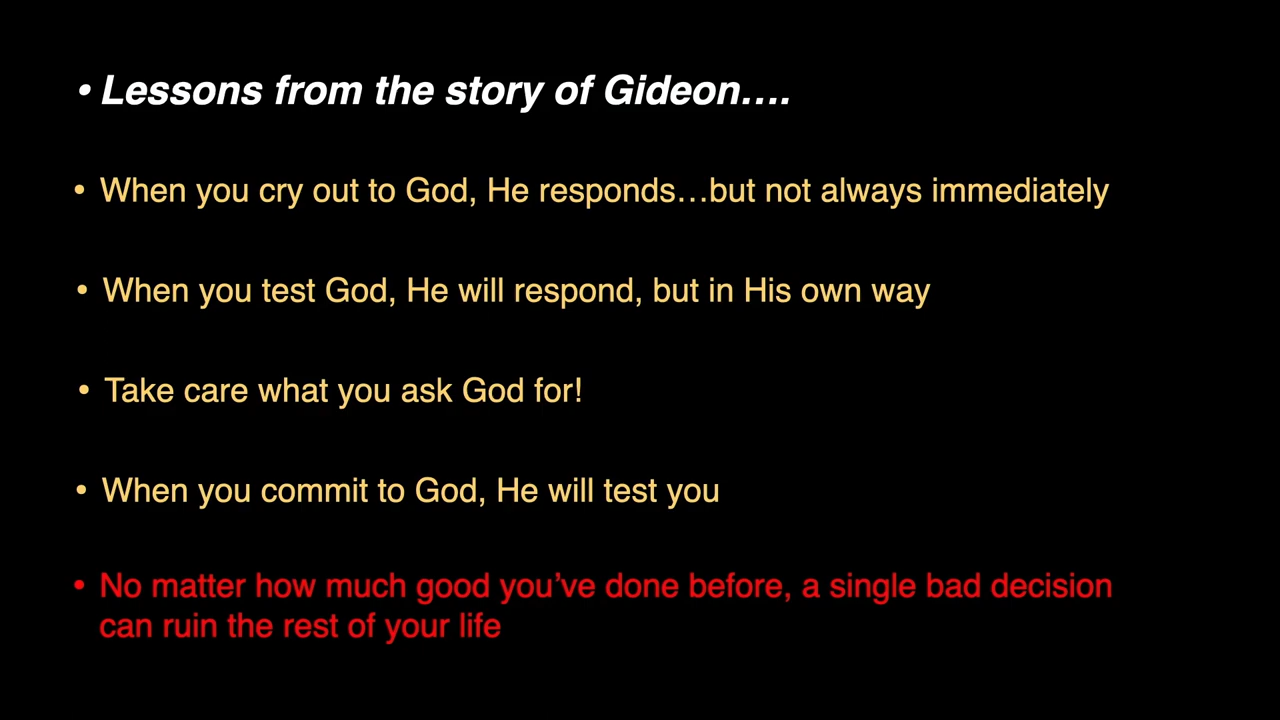 • Lessons from the story of Gideon....
• When you cry out to God, He responds…but not always immediately
• When you test God, He will respond, but in His own way
• Take care what you ask God for!
• When you commit to God, He will test you
• No matter how much good you’ve done before, a single bad decision
can ruin the rest of your life